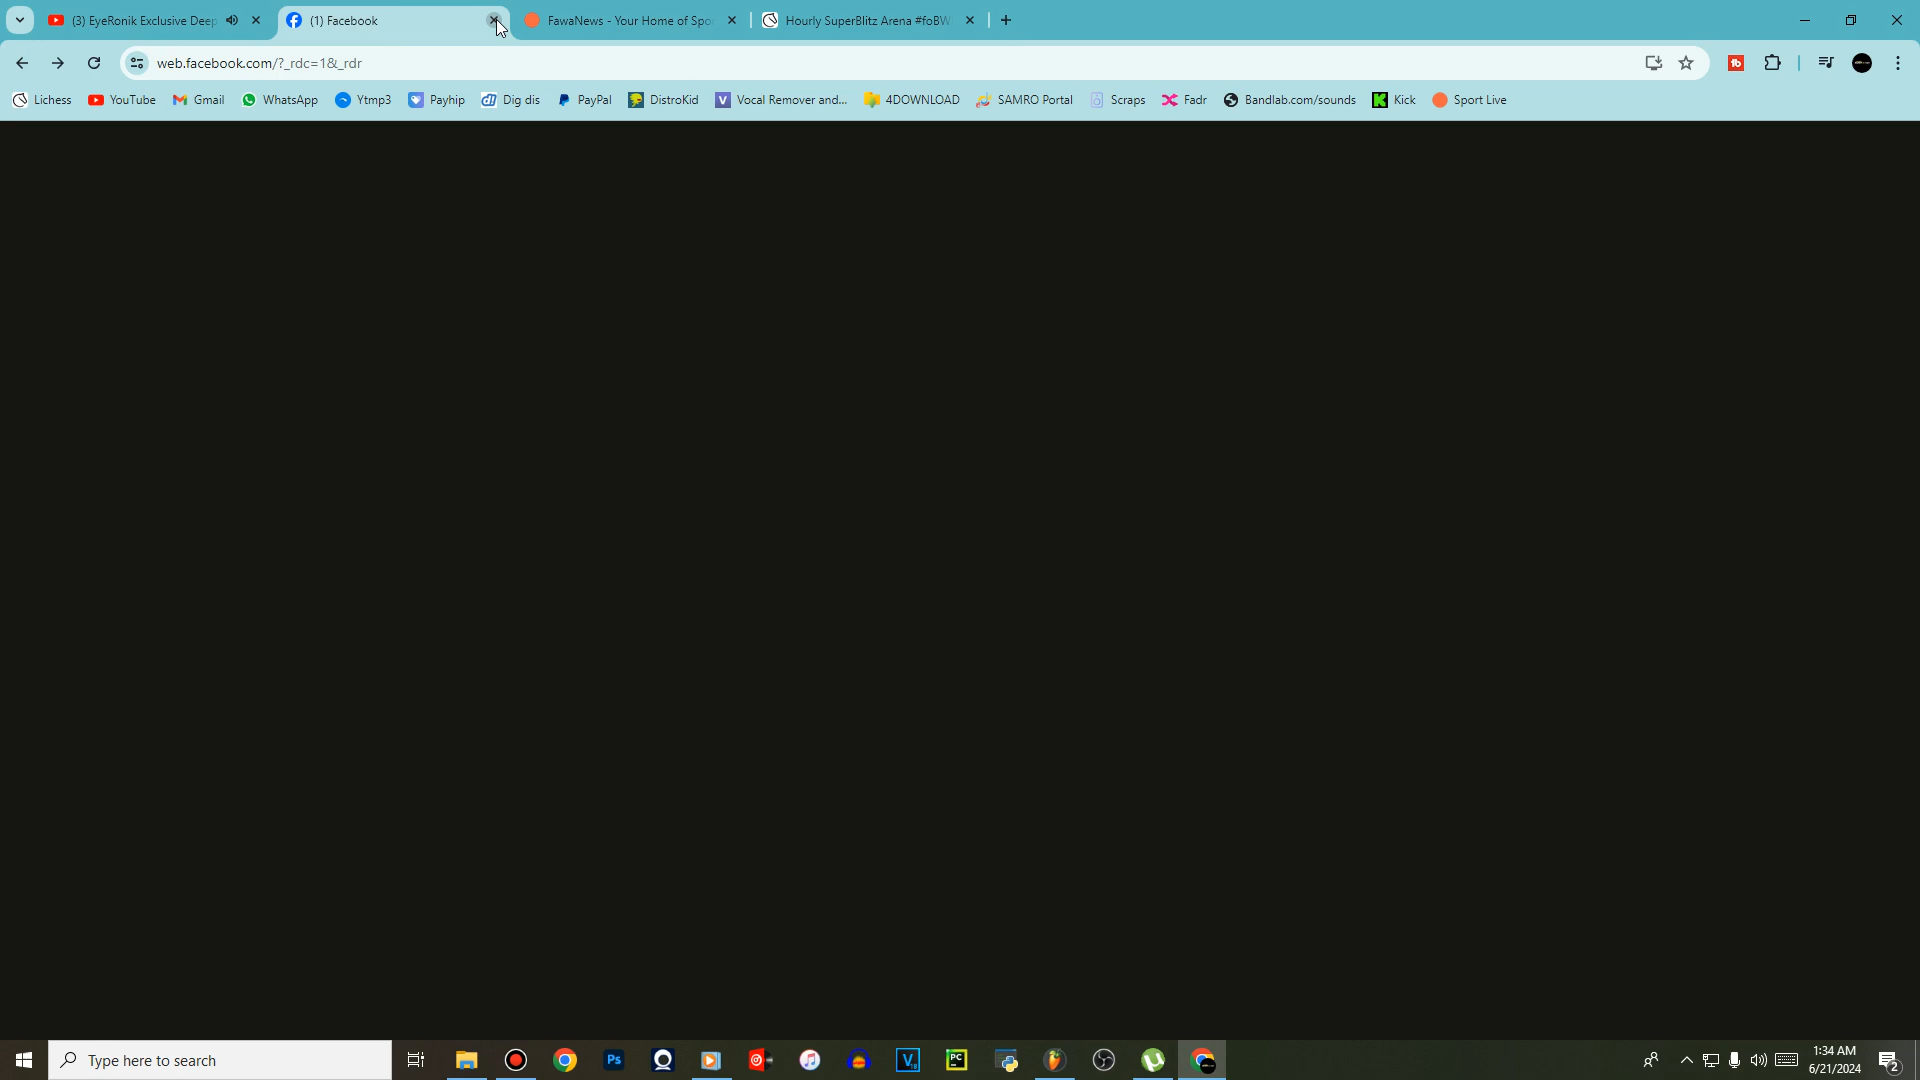 (3) EyeRonik Exclusive Deep
(1) Facebook
FawaNews - Your Home of Spo
Hourly SuperBlitz Arena #foBW
web.facebook.com/?_rdc=1&_rdr
Lichess
YouTube
Gmail
WhatsApp
Ytmp3
Payhip
Dig dis
PayPal
DistroKid
Vocal Remover and...
4DOWNLOAD
SAMRO Portal
Scraps
Fadr
Bandlab.com/sounds
Kick
Sport Live
Type here to search
1:34 AM
6/21/2024
2